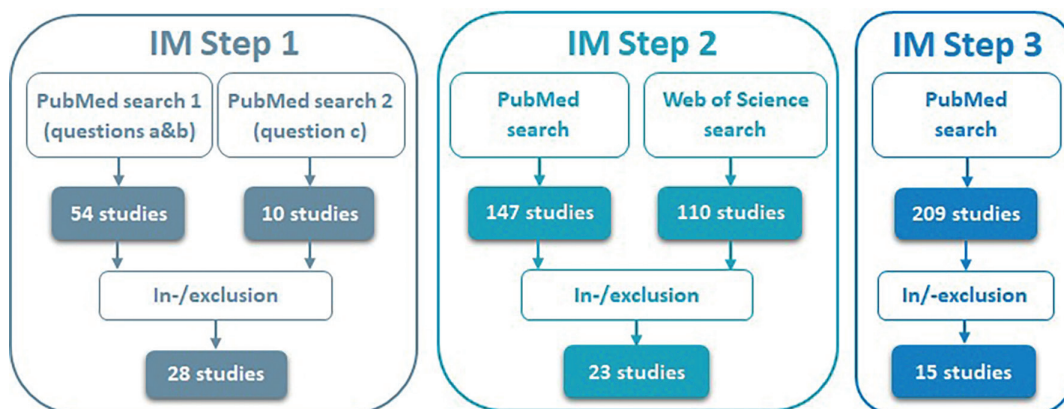 IM Step 1
PubMed search 1
(questions a&b)
PubMed search 2
(question c)
54 studies
10 studies
In-/exclusion
28 studies
IM Step 2
PubMed
search
Web of Science
search
147 studies
110 studies
In-/exclusion
23 studies
IM Step 3
PubMed
search
209 studies
In/-exclusion
15 studies